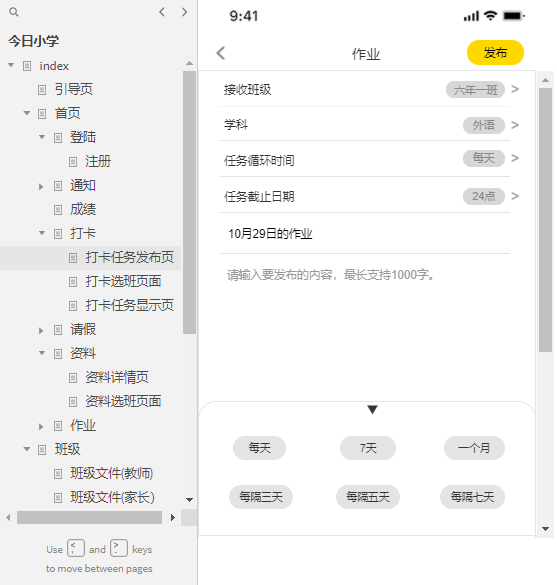 今日小学
index
引导页
首页
登陆
注册
通知
成绩
打卡
打卡任务发布页
打卡选班页面
打卡任务显示页
请假
资料
资料详情页
资料选班页面
作业
班级
班级文件(教师)
班级文件(家长)
Use < , and > . keys
to move between pages
9:41
作业
发布
接收班级 六年一班 >
学科 外语 >
任务循环时间 每天 >
任务截止日期 24点 >
10月29日的作业
请输入要发布的内容，最长支持1000字。
每天 7天 一个月
每隔三天 每隔五天 每隔七天